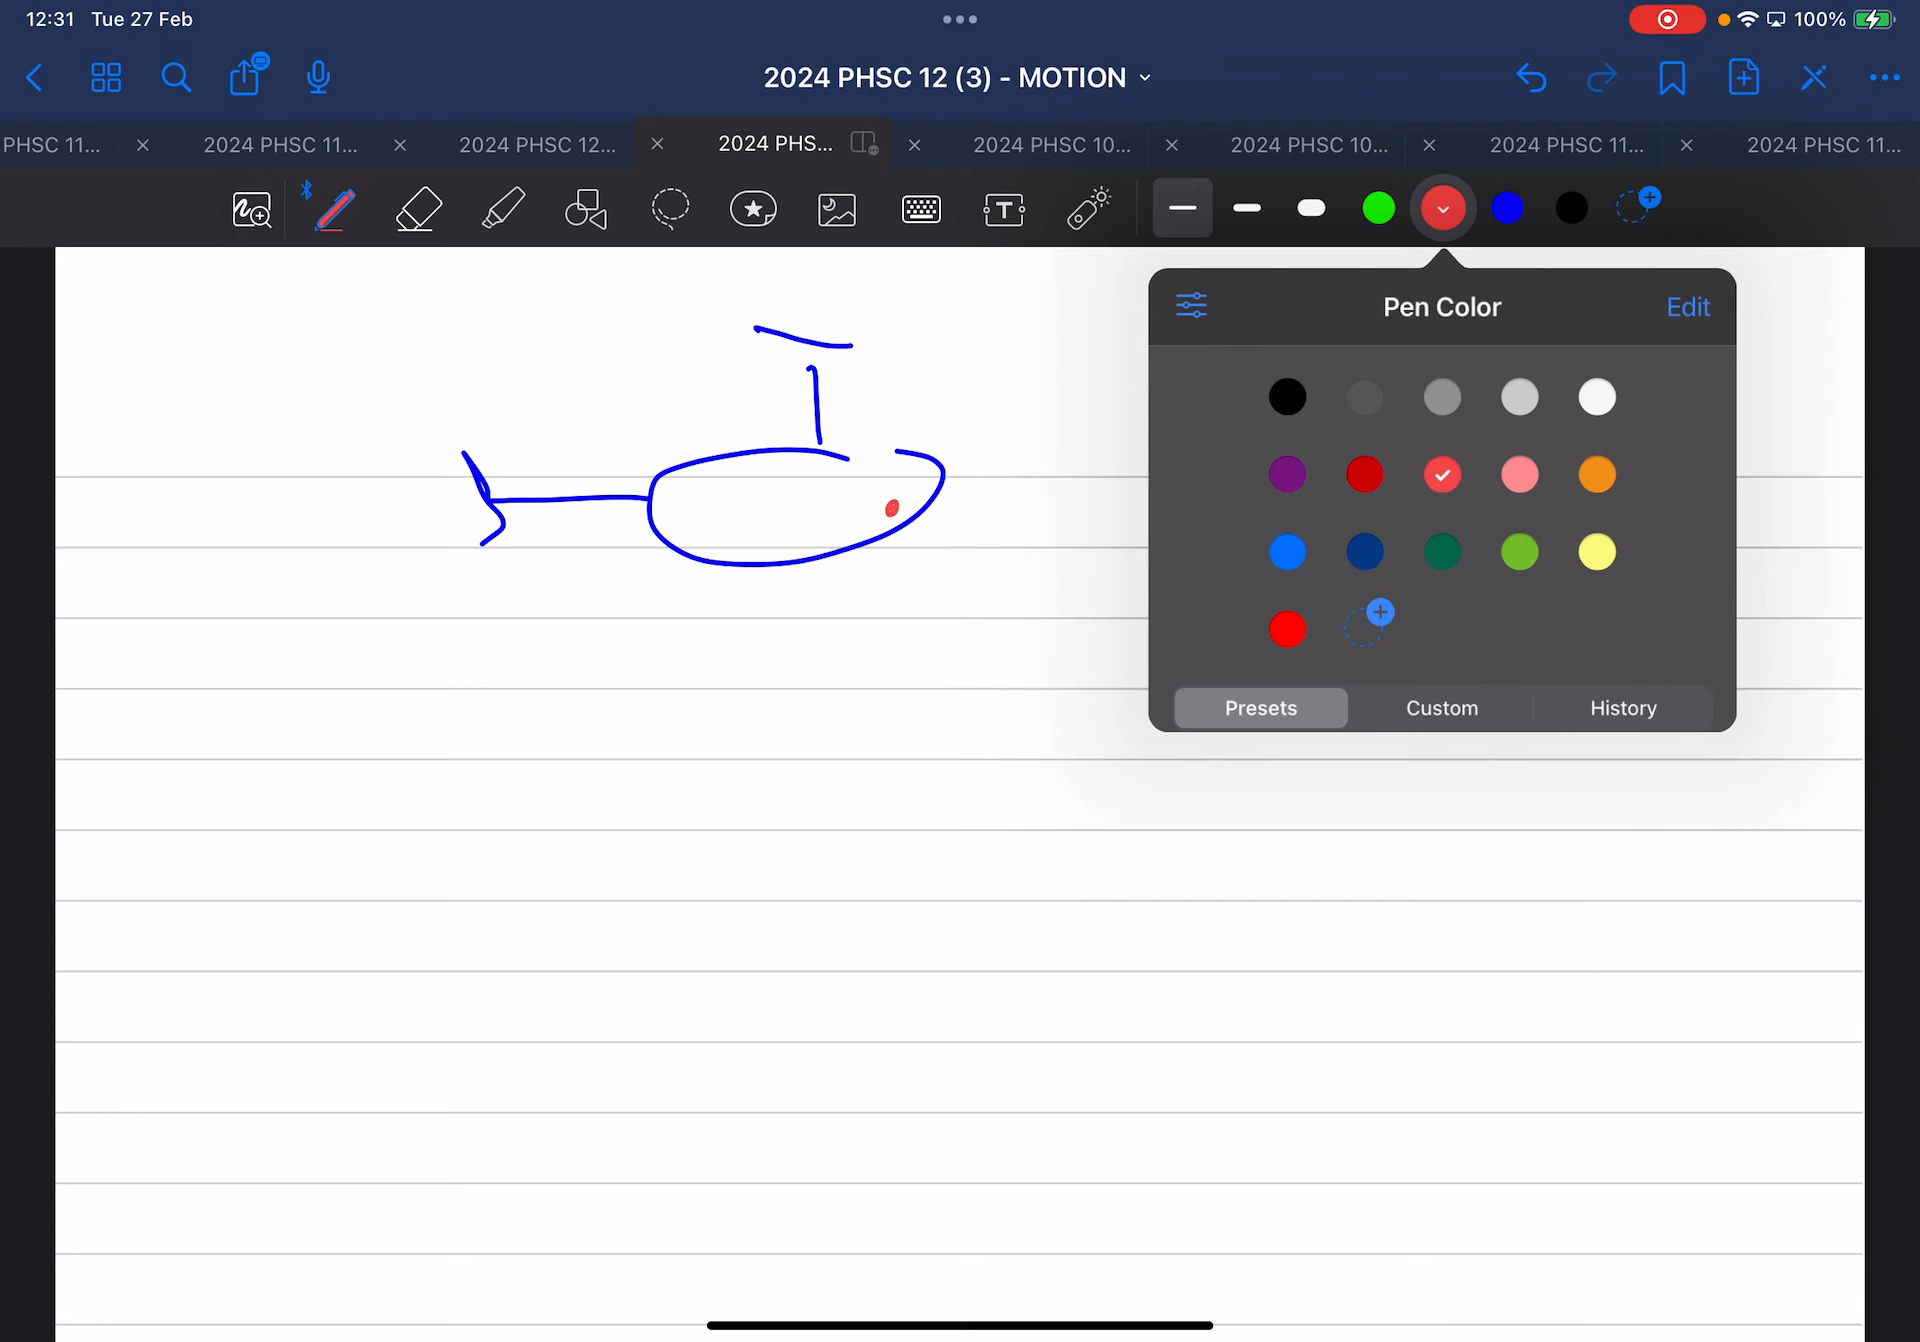 12:31 Tue 27 Feb 100%
2024 PHSC 12 (3) - MOTION
PHSC 11... 2024 PHSC 11... 2024 PHSC 12... 2024 PHS... 2024 PHSC 10... 2024 PHSC 10... 2024 PHSC 11... 2024 PHSC 11...
T
Pen Color Edit
Presets Custom History